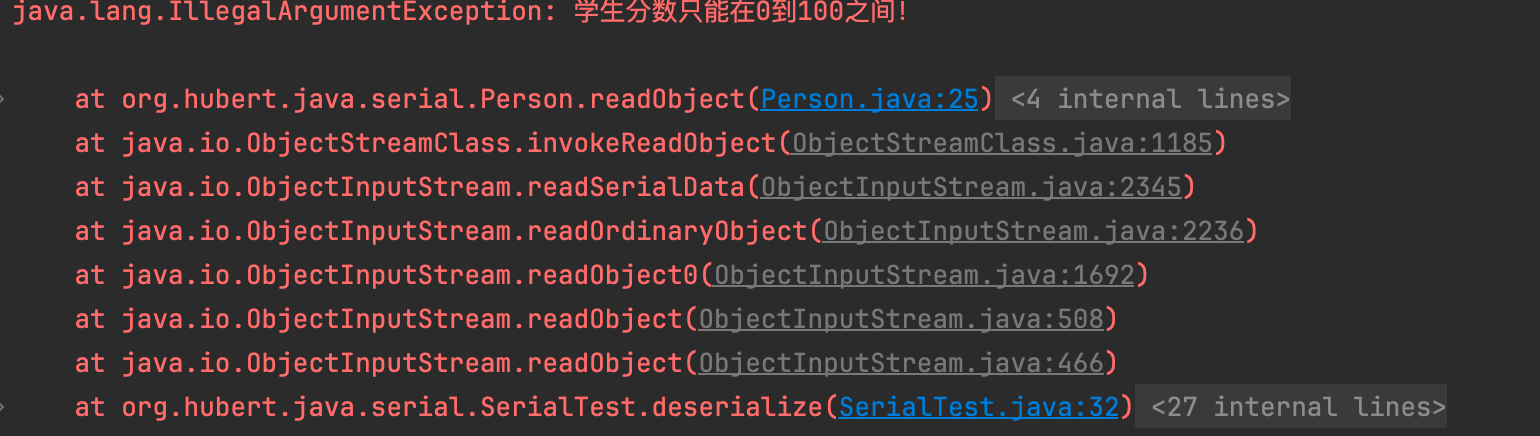 java.lang.IllegalArgumentException: 学生分数只能在0到100之间!
at org.hubert.java.serial.Person.readObject(Person.java:25) <4 internal lines>
at java.io.ObjectStreamClass.invokeReadObject(ObjectStreamClass.java:1185)
at java.io.ObjectInputStream.readSerialData(ObjectInputStream.java:2345)
at java.io.ObjectInputStream.readOrdinaryObject(ObjectInputStream.java:2236)
at java.io.ObjectInputStream.readObject0(ObjectInputStream.java:1692)
at java.io.ObjectInputStream.readObject(ObjectInputStream.java:508)
at java.io.ObjectInputStream.readObject(ObjectInputStream.java:466)
at org.hubert.java.serial.SerialTest.deserialize(SerialTest.java:32) <27 internal lines>